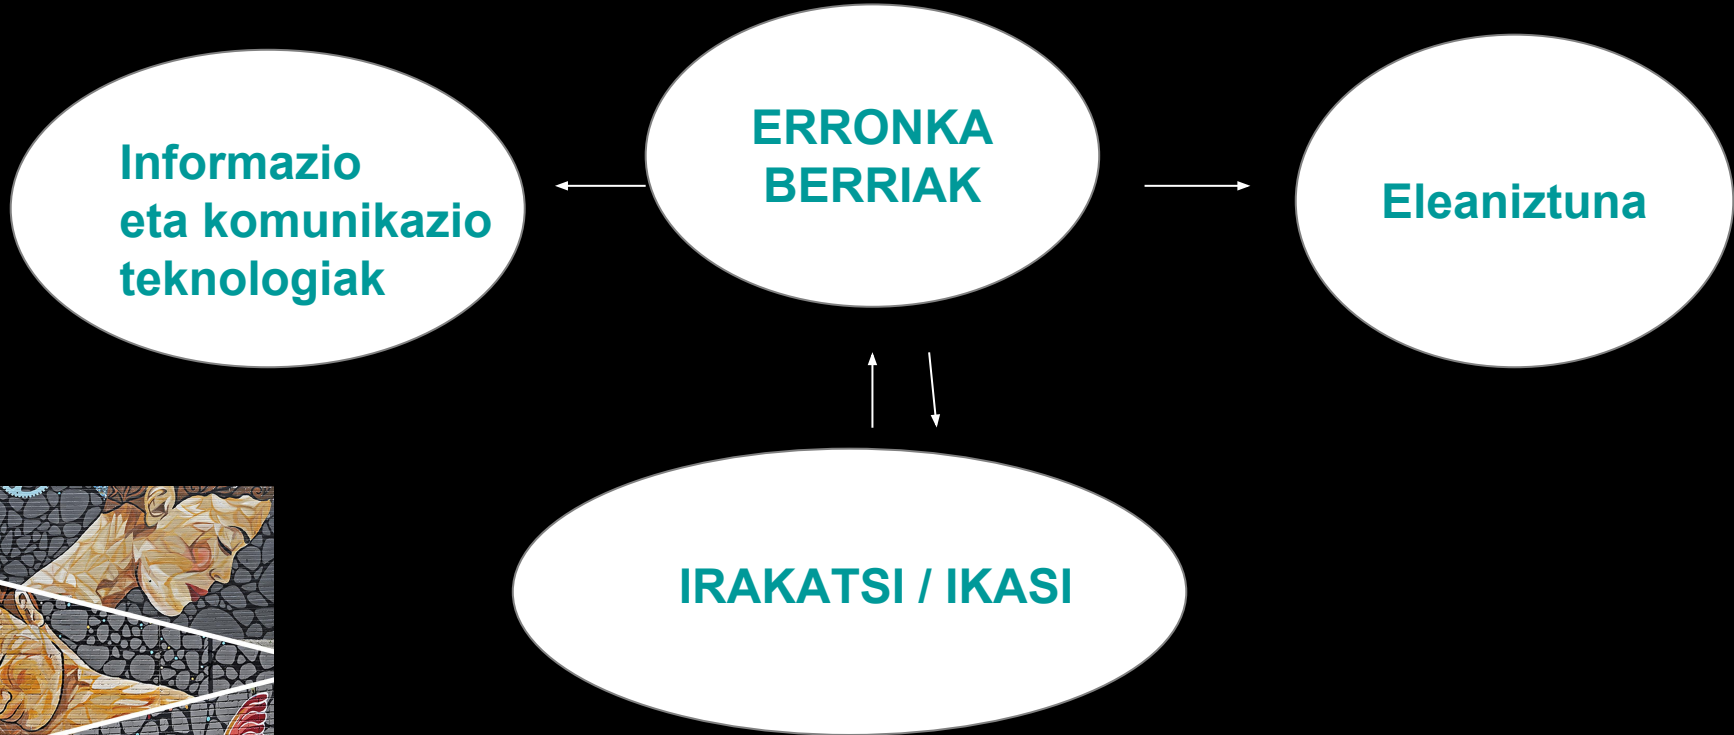 ERRONKA
BERRIAK
Informazio
eta komunikazio
teknologiak
Eleaniztuna
IRAKATSI / IKASI